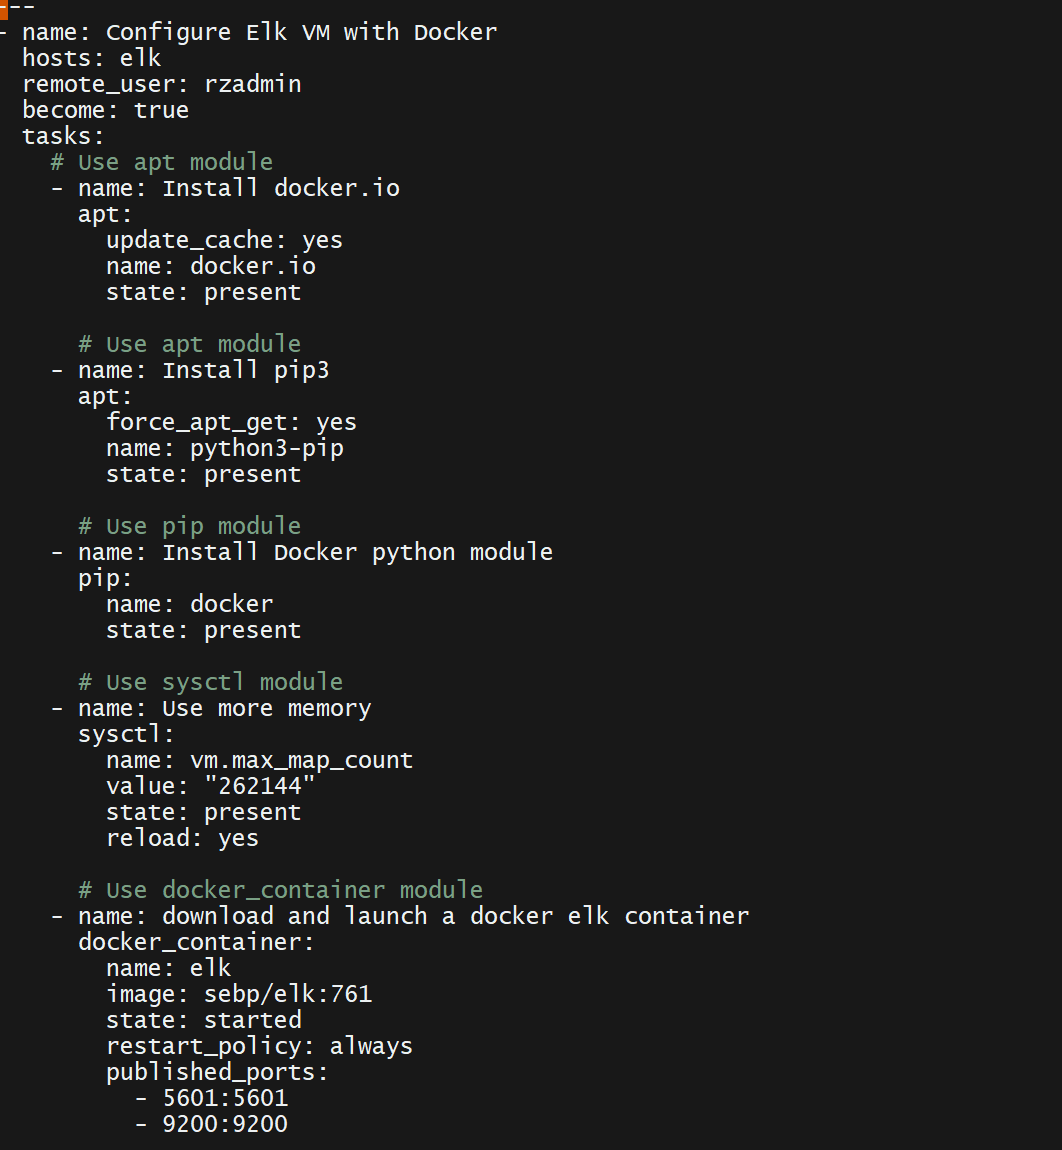 ---
- name: Configure Elk VM with Docker
  hosts: elk
  remote_user: rzadmin
  become: true
  tasks:
    # Use apt module
    - name: Install docker.io
      apt:
        update_cache: yes
        name: docker.io
        state: present

      # Use apt module
    - name: Install pip3
      apt:
        force_apt_get: yes
        name: python3-pip
        state: present

      # Use pip module
    - name: Install Docker python module
      pip:
        name: docker
        state: present

      # Use sysctl module
    - name: Use more memory
      sysctl:
        name: vm.max_map_count
        value: "262144"
        state: present
        reload: yes

      # Use docker_container module
    - name: download and launch a docker elk container
      docker_container:
        name: elk
        image: sebp/elk:761
        state: started
        restart_policy: always
        published_ports:
          - 5601:5601
          - 9200:9200